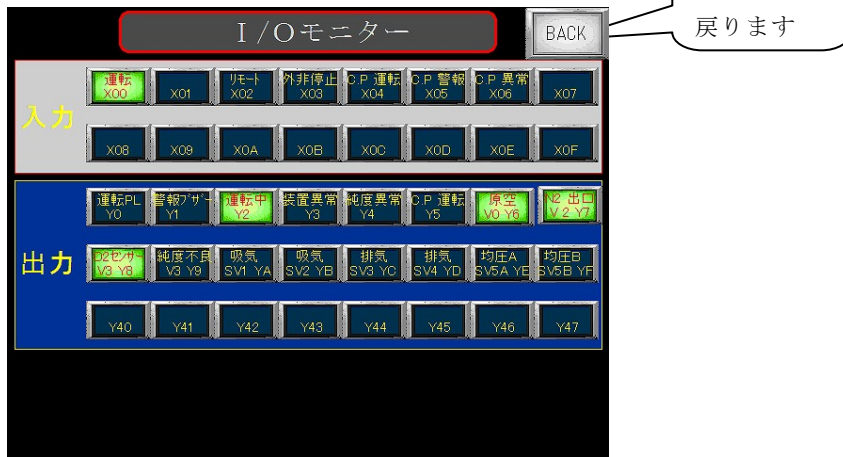 I/Oモニター
BACK
戻ります
入力
運転 X00
X01
リモート X02
外非停止 X03
C.P 運転 X04
C.P 警報 X05
C.P 異常 X06
X07
X08
X09
X0A
X0B
X0C
X0D
X0E
X0F
出力
運転PL Y0
警報ブザー Y1
運転中 Y2
装置異常 Y3
純度異常 Y4
C.P 運転 Y5
原空 V0 Y6
N2 出口 V2 Y7
O2センサー V3 Y8
純度不良 V3 Y9
吸気 SV1 YA
吸気 SV2 YB
排気 SV3 YC
排気 SV4 YD
均圧A SV5A YE
均圧B SV5B YF
Y40
Y41
Y42
Y43
Y44
Y45
Y46
Y47